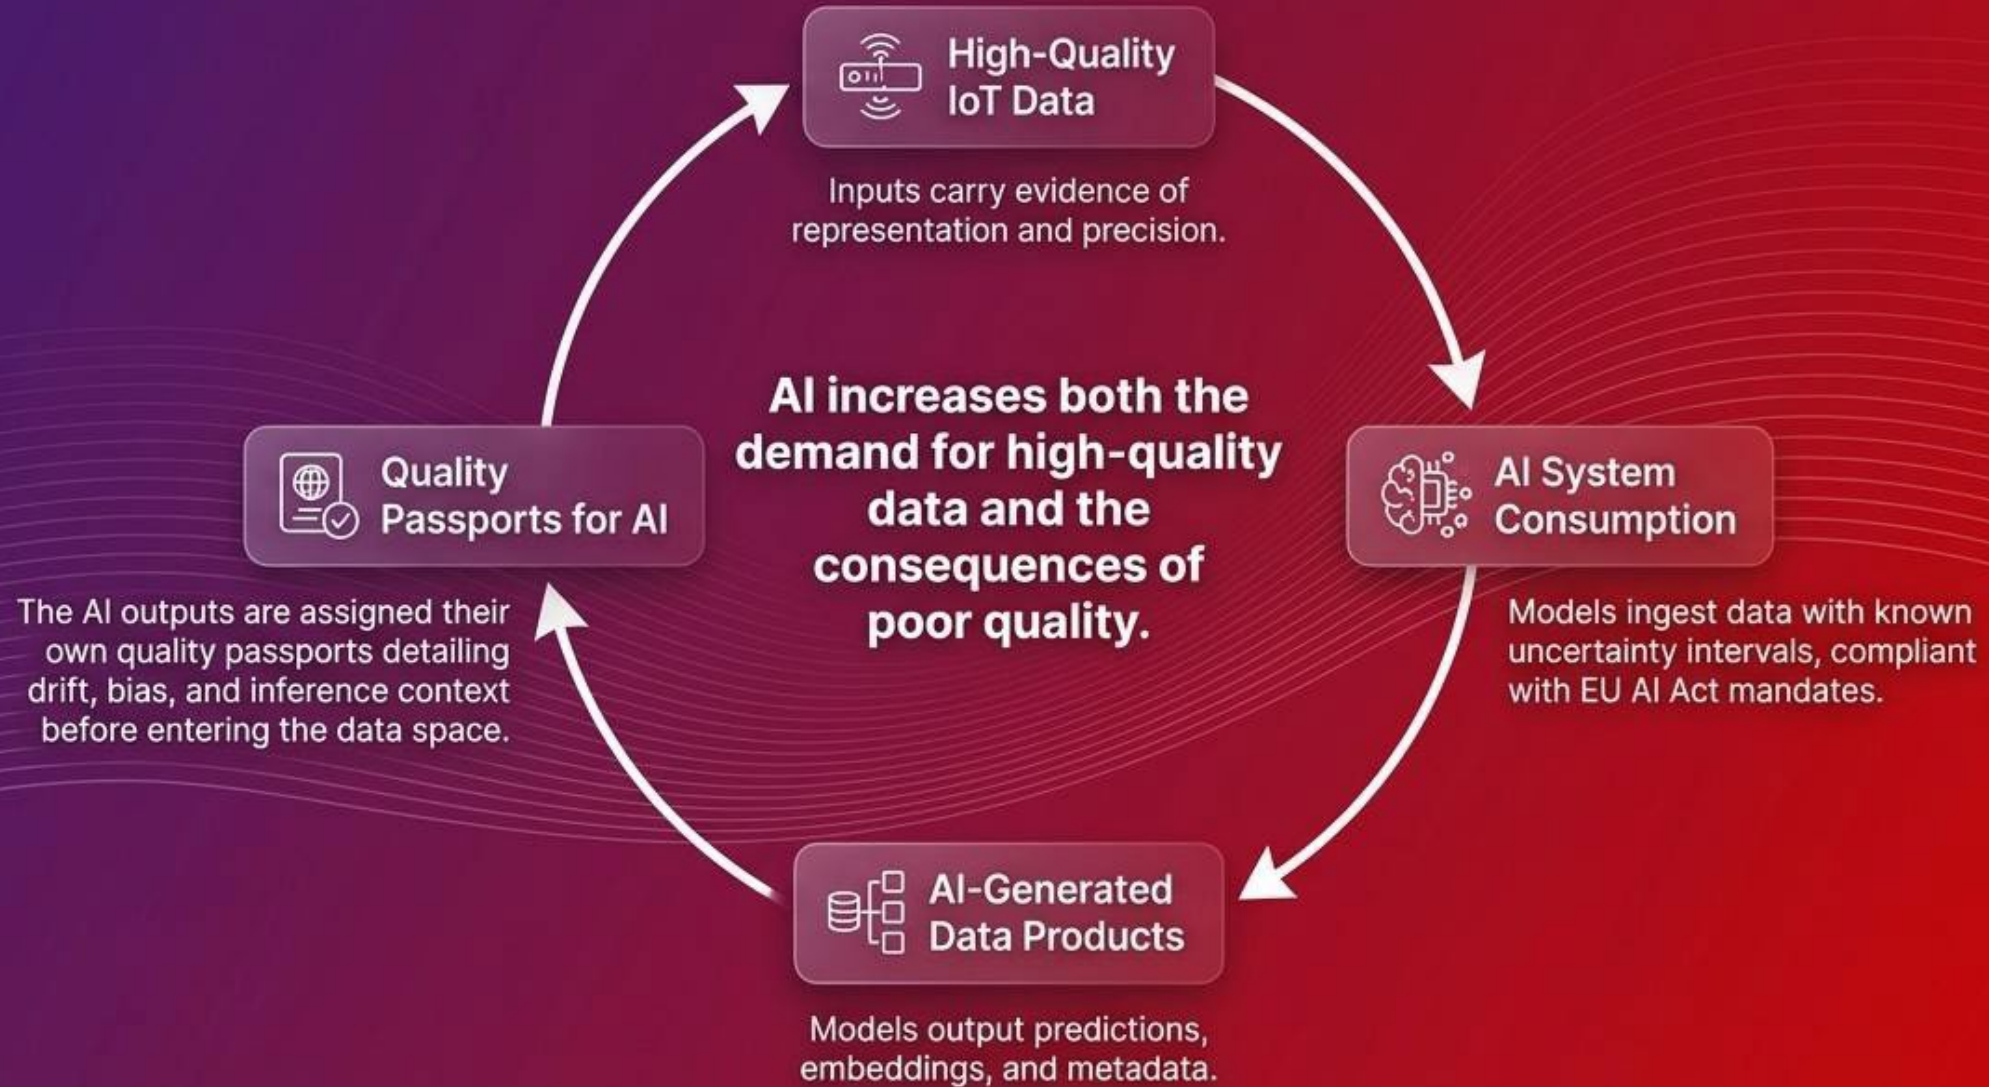 High-Quality
IoT Data
Inputs carry evidence of
representation and precision.
AI increases both the
demand for high-quality
data and the
consequences of
poor quality.
Quality
Passports for AI
The AI outputs are assigned their
own quality passports detailing
drift, bias, and inference context
before entering the data space.
AI System
Consumption
Models ingest data with known
uncertainty intervals, compliant
with EU AI Act mandates.
AI-Generated
Data Products
Models output predictions,
embeddings, and metadata.